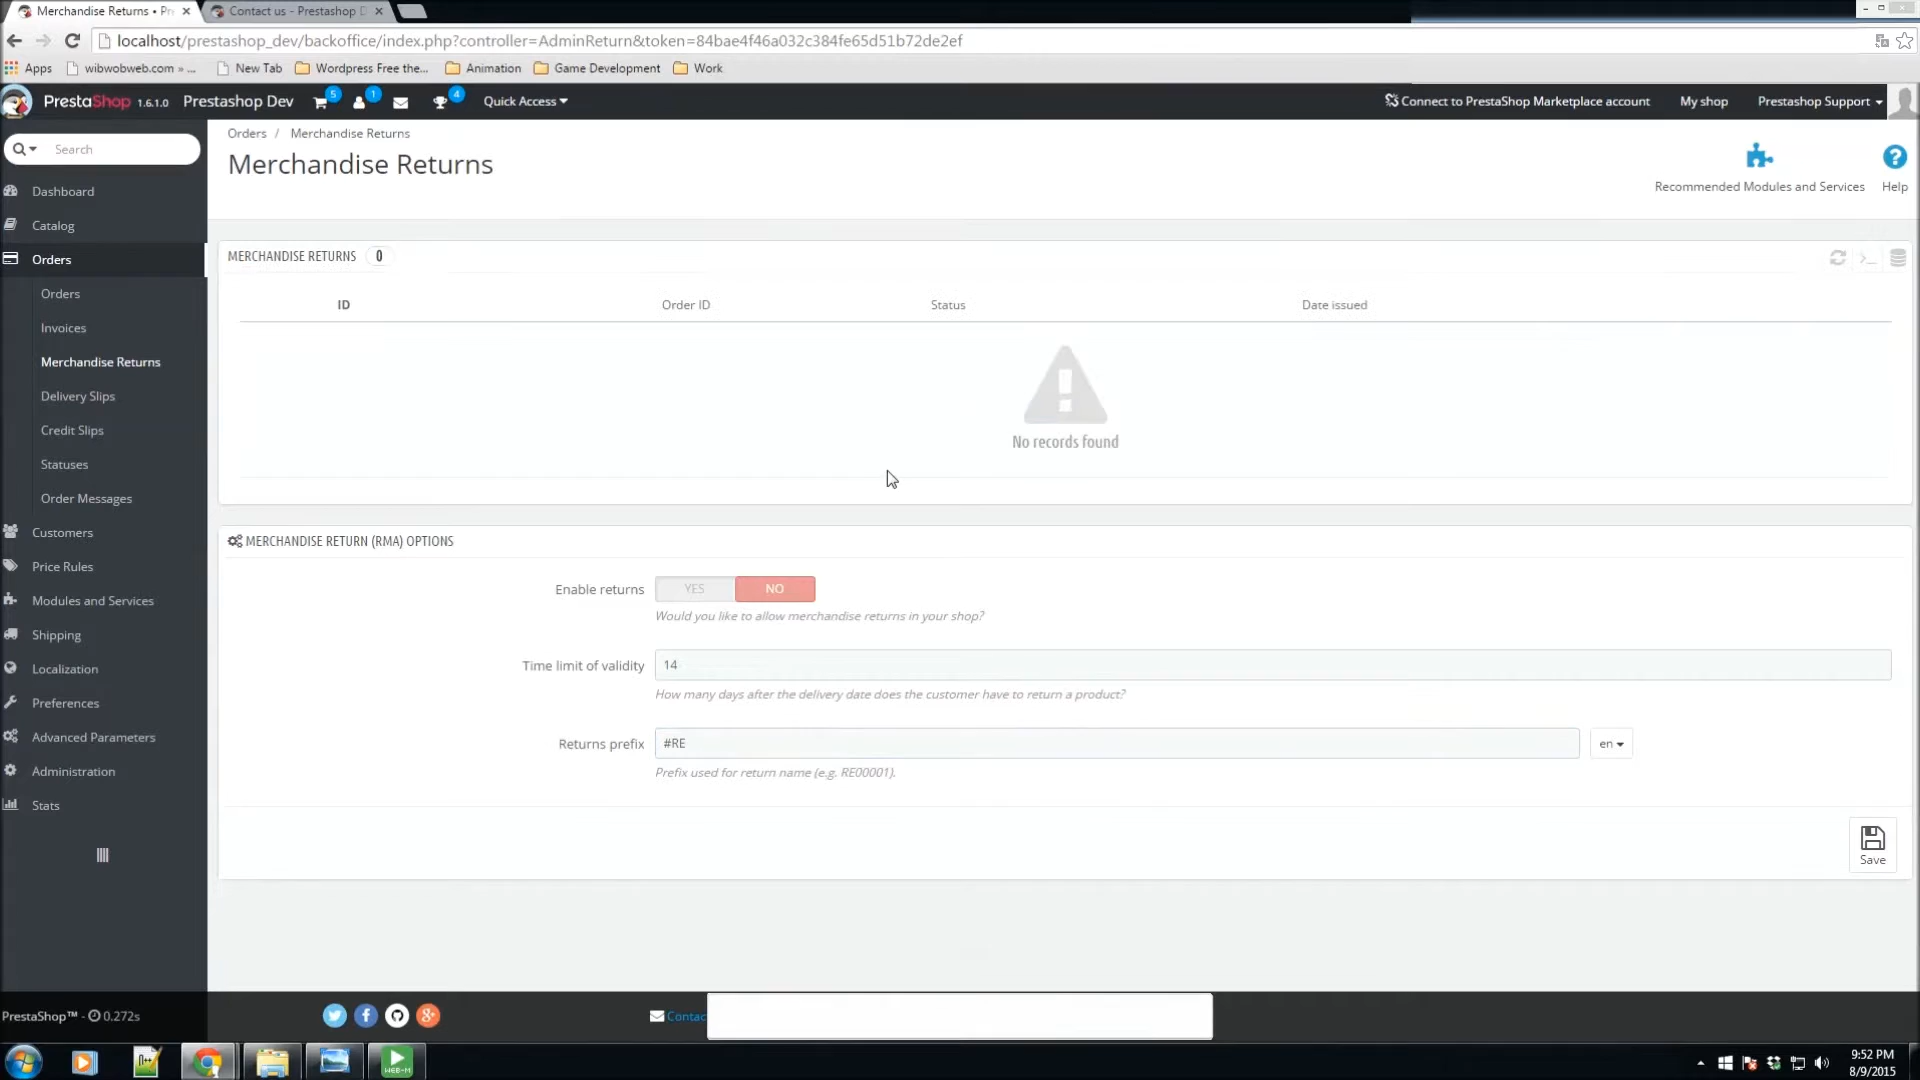 Merchandise Returns • Pr
Contact us - Prestashop D
localhost/prestashop_dev/backoffice/index.php?controller=AdminReturn&token=84bae4f46a032c384fe65d51b72de2ef
Apps
wibwobweb.com » ...
New Tab
Wordpress Free the...
Animation
Game Development
Work
PrestaShop 1.6.1.0
Prestashop Dev
5
1
4
Quick Access
Connect to PrestaShop Marketplace account
My shop
Prestashop Support
Search
Orders / Merchandise Returns
Merchandise Returns
Recommended Modules and Services
Help
Dashboard
Catalog
Orders
Orders
Invoices
Merchandise Returns
Delivery Slips
Credit Slips
Statuses
Order Messages
Customers
Price Rules
Modules and Services
Shipping
Localization
Preferences
Advanced Parameters
Administration
Stats
MERCHANDISE RETURNS 0
ID Order ID Status Date issued
No records found
MERCHANDISE RETURN (RMA) OPTIONS
Enable returns YES NO
Would you like to allow merchandise returns in your shop?
Time limit of validity 14
How many days after the delivery date does the customer have to return a product?
Returns prefix #RE en
Prefix used for return name (e.g. RE00001).
Save
PrestaShop™ - 0.272s
Contac
WEB-M
9:52 PM
8/9/2015